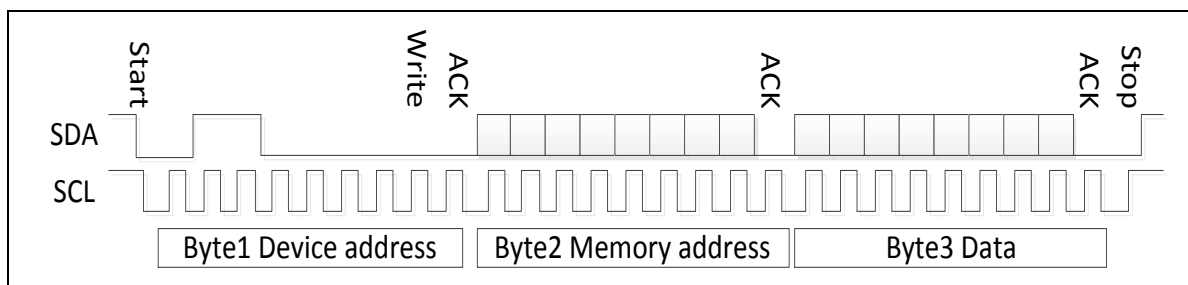 Start Write ACK ACK ACK Stop
SDA
SCL
Byte1 Device address Byte2 Memory address Byte3 Data